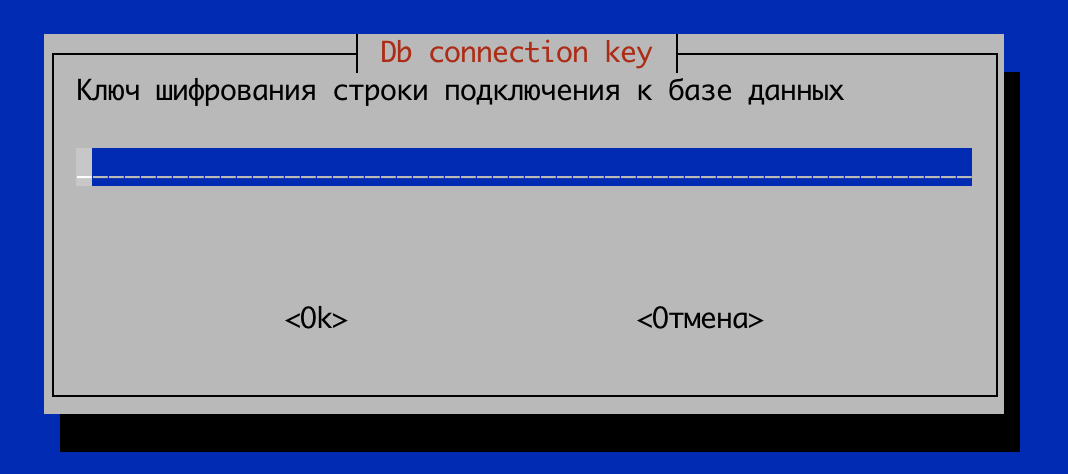 Db connection key
Ключ шифрования строки подключения к базе данных
<Ok> <Отмена>